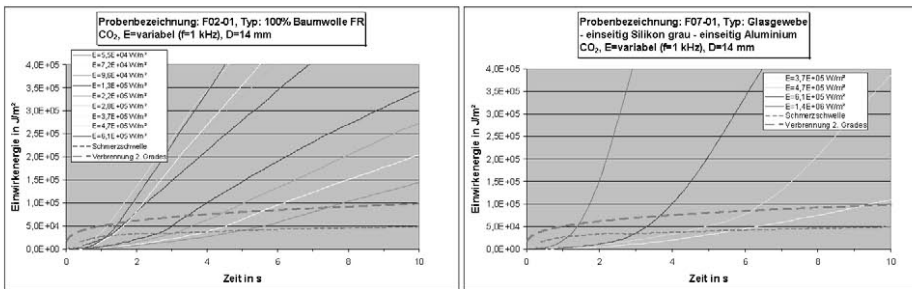 Probenbezeichnung: F02-01, Typ: 100% Baumwolle FR
CO₂, E=variabel (f=1 kHz), D=14 mm
E=5,5E+04 W/m²
E=7,2E+04 W/m²
E=9,6E+04 W/m²
E=1,3E+05 W/m²
E=2,2E+05 W/m²
E=2,8E+05 W/m²
E=3,7E+05 W/m²
E=4,7E+05 W/m²
E=6,1E+05 W/m²
Schmerzschwelle
Verbrennung 2. Grades
Einwirkenergie in J/m²
4,0E+05
3,5E+05
3,0E+05
2,5E+05
2,0E+05
1,5E+05
1,0E+05
5,0E+04
0,0E+00
0 2 4 6 8 10
Zeit in s
Probenbezeichnung: F07-01, Typ: Glasgewebe
- einseitig Silikon grau - einseitig Aluminium
CO₂, E=variabel (f=1 kHz), D=14 mm
E=3,7E+05 W/m²
E=4,7E+05 W/m²
E=6,1E+05 W/m²
E=1,4E+06 W/m²
Schmerzschwelle
Verbrennung 2. Grades
Einwirkenergie in J/m²
4,0E+05
3,5E+05
3,0E+05
2,5E+05
2,0E+05
1,5E+05
1,0E+05
5,0E+04
0,0E+00
0 2 4 6 8 10
Zeit in s